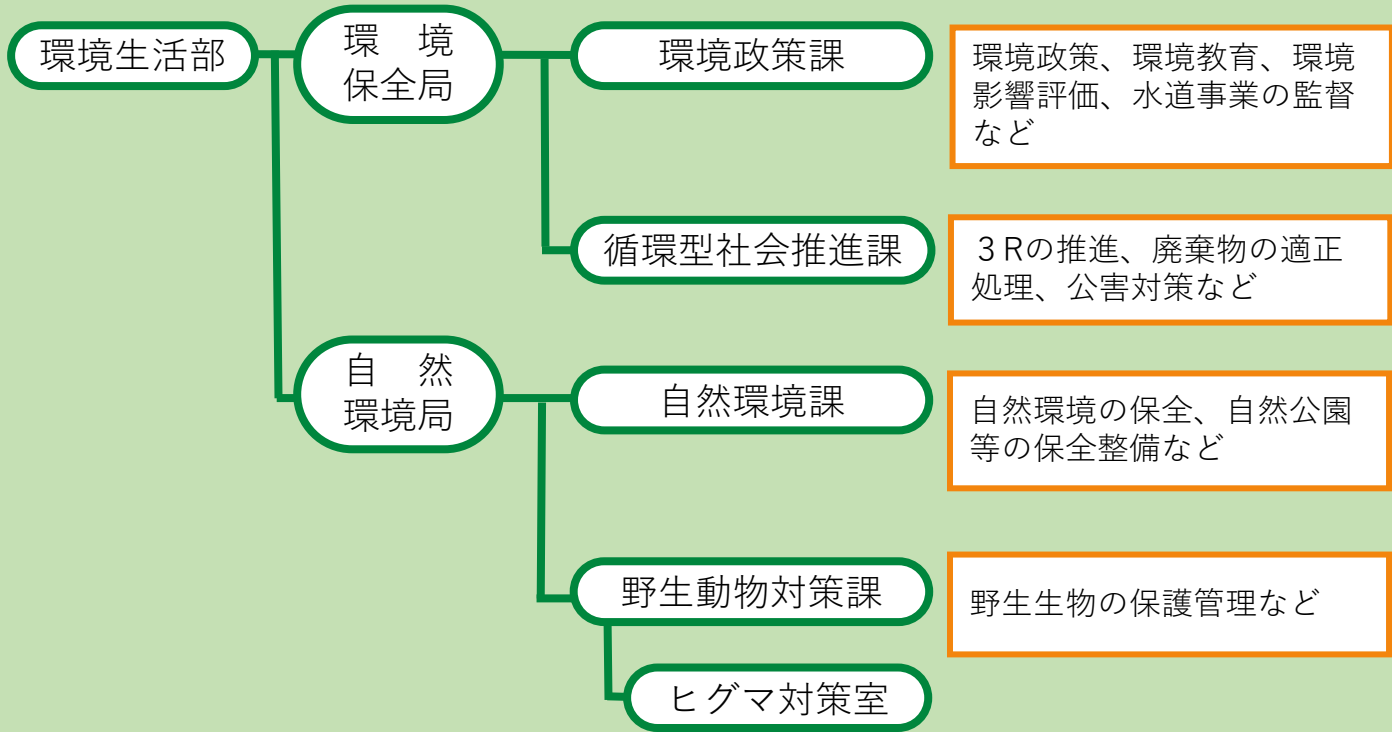 環境生活部
環　境
保全局
環境政策課
環境政策、環境教育、環境
影響評価、水道事業の監督
など
循環型社会推進課
３Rの推進、廃棄物の適正
処理、公害対策など
自　然
環境局
自然環境課
自然環境の保全、自然公園
等の保全整備など
野生動物対策課
野生生物の保護管理など
ヒグマ対策室